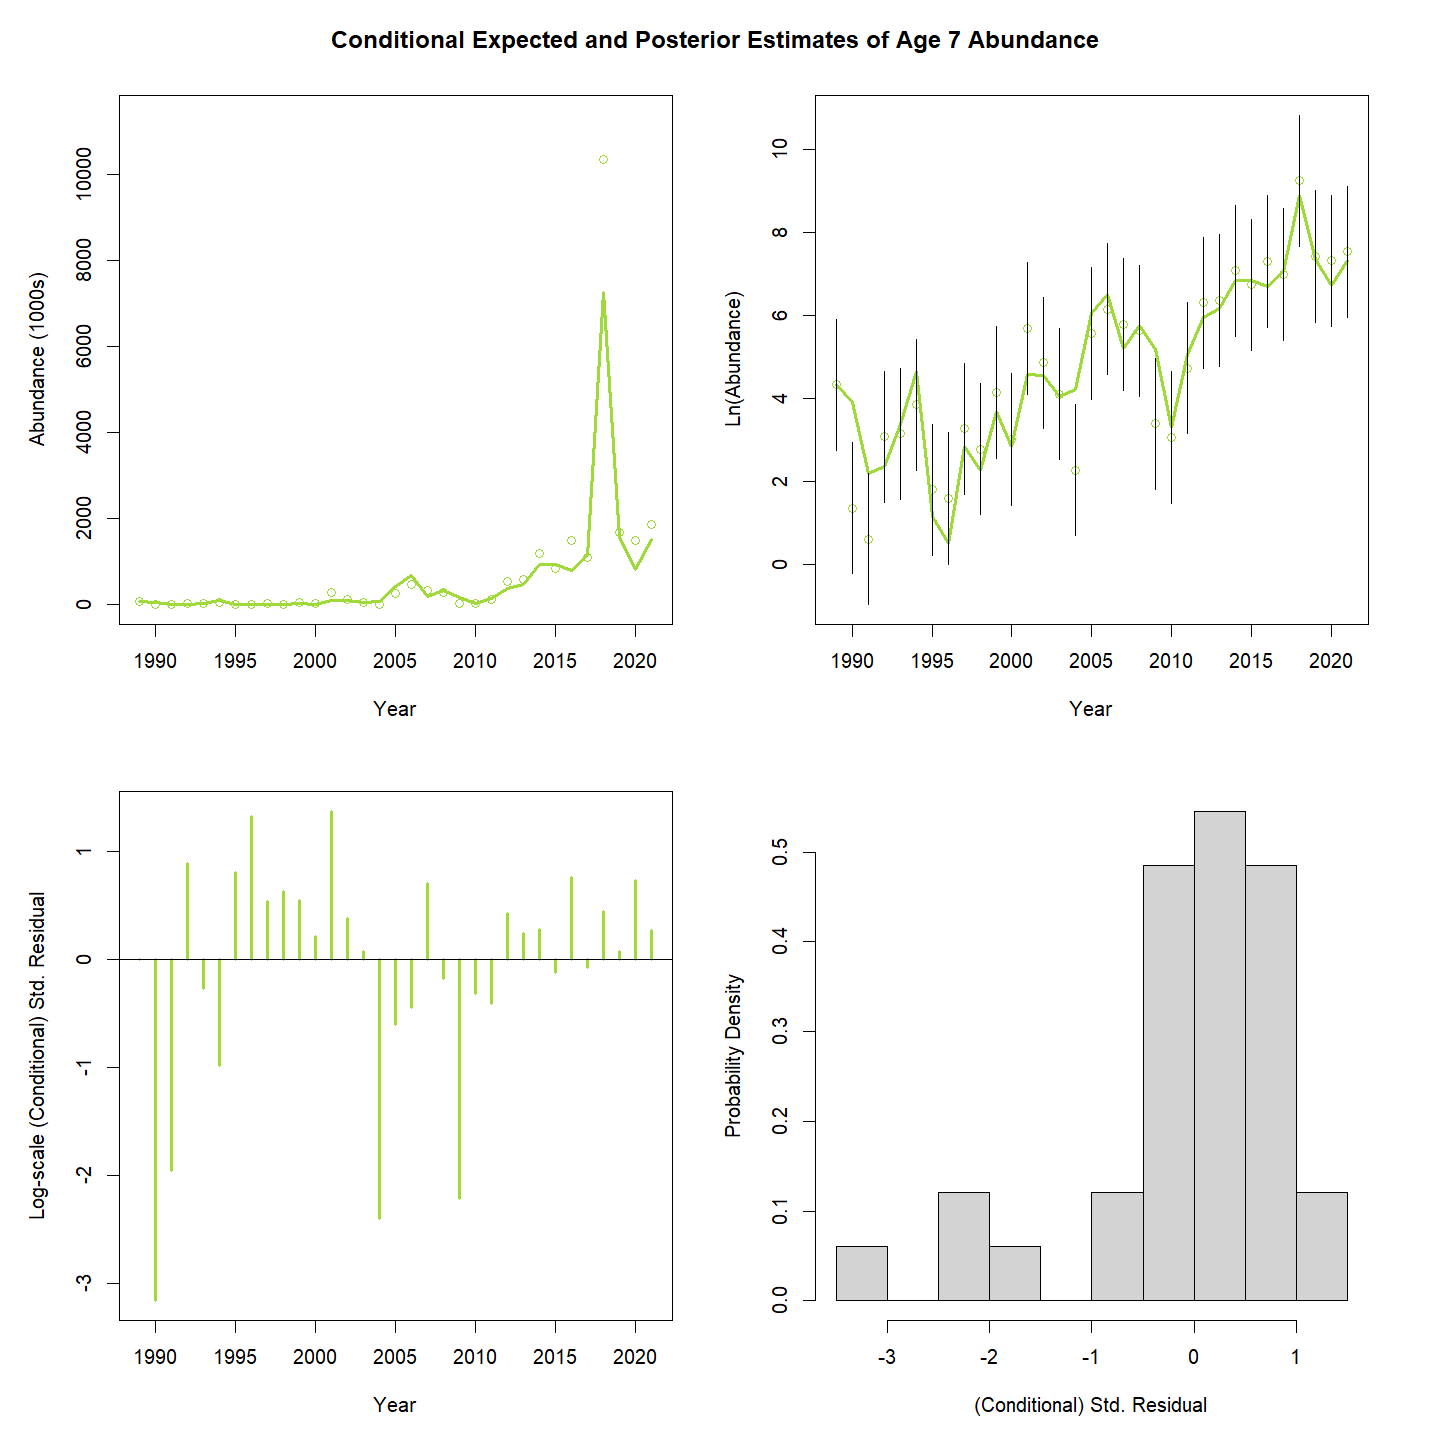 Conditional Expected and Posterior Estimates of Age 7 Abundance
Abundance (1000s)
0 2000 4000 6000 8000 10000
1990 1995 2000 2005 2010 2015 2020
Year
Ln(Abundance)
0 2 4 6 8 10
1990 1995 2000 2005 2010 2015 2020
Year
Log-scale (Conditional) Std. Residual
-3 -2 -1 0 1
1990 1995 2000 2005 2010 2015 2020
Year
Probability Density
0.0 0.1 0.2 0.3 0.4 0.5
-3 -2 -1 0 1
(Conditional) Std. Residual